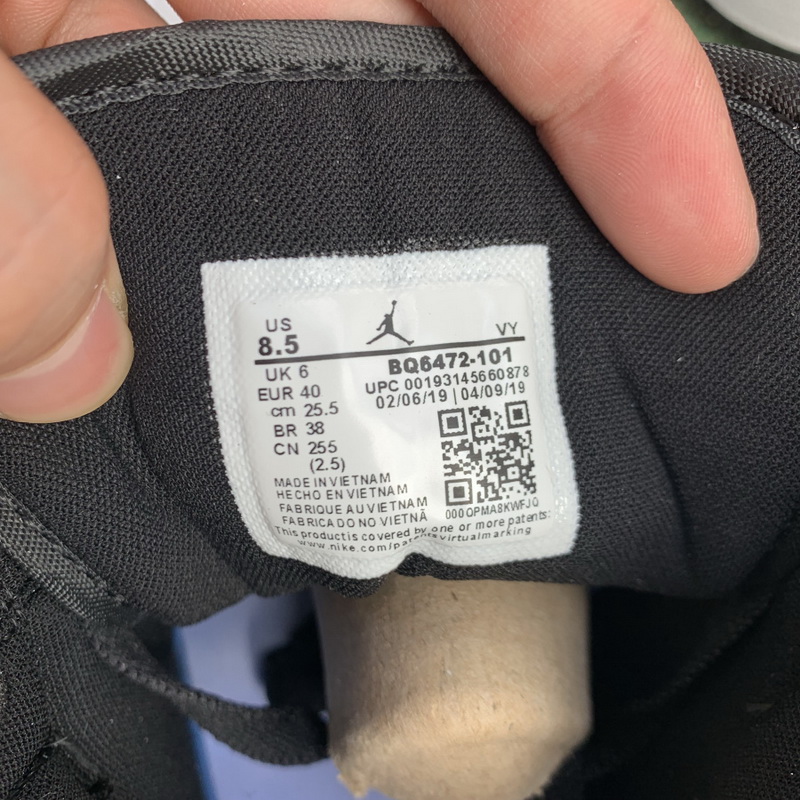 US VY
8.5 BQ6472-101
UK 6 UPC 00193145660878
EUR 40 02/06/19 | 04/09/19
cm 25.5
BR 38
CN 255
(2.5)
MADE IN VIETNAM
HECHO EN VIETNAM
FABRIQUE AU VIETNAM
FABRICADO NO VIETNÃ
000QPMA8KWFJQ
This product is covered by one or more patents:
www.nike.com/patents virtualmarking